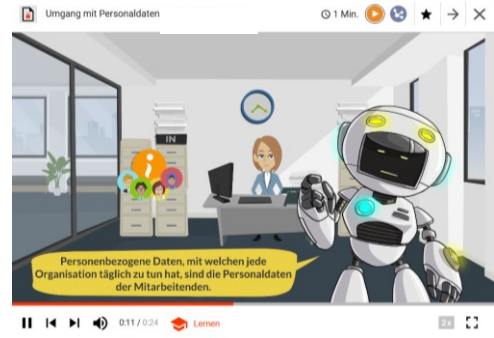 Umgang mit Personaldaten
1 Min.
IN
Personenbezogene Daten, mit welchen jede
Organisation täglich zu tun hat, sind die Personaldaten
der Mitarbeitenden.
0:11 / 0:24
Lernen
2x